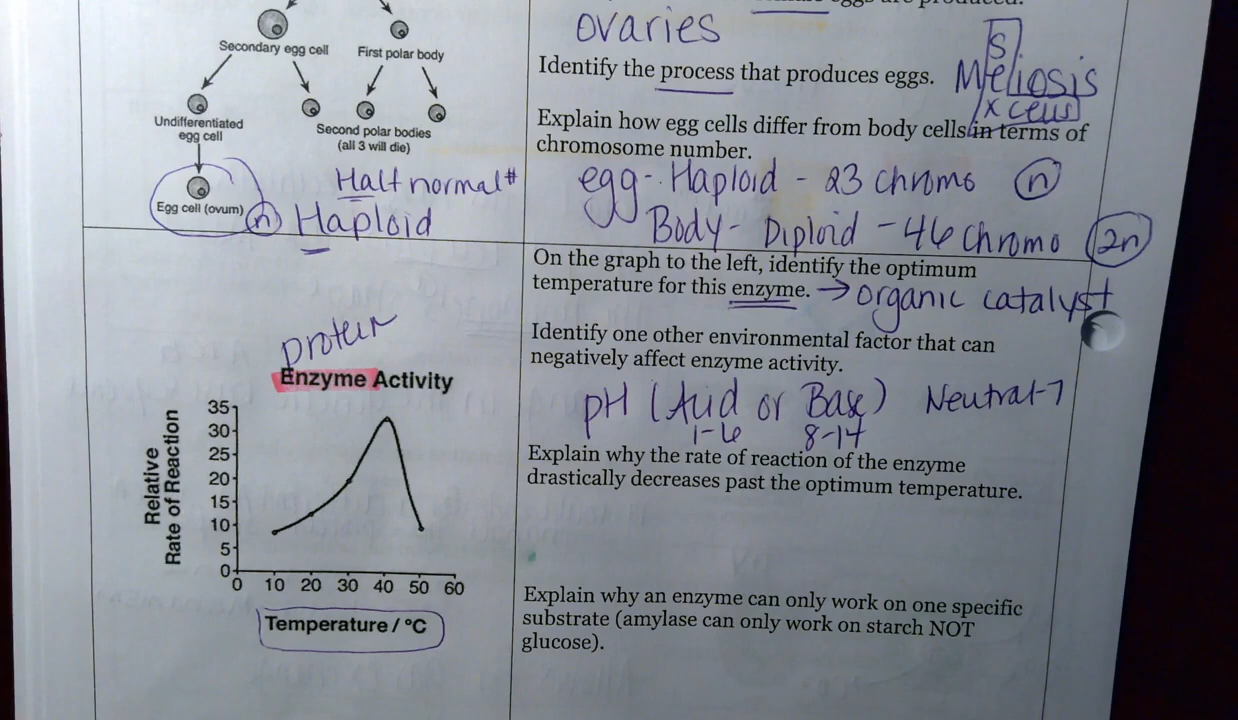 eggs are produced.
ovaries
Identify the process that produces eggs.
S
Meiosis
x cells
Explain how egg cells differ from body cells in terms of
chromosome number.
egg - Haploid - 23 chromo n
Body - Diploid - 46 chromo 2n
Secondary egg cell
First polar body
Undifferentiated
egg cell
Second polar bodies
(all 3 will die)
Egg cell (ovum)
n
Half normal #
Haploid
On the graph to the left, identify the optimum
temperature for this enzyme. → organic catalyst
Identify one other environmental factor that can
negatively affect enzyme activity.
pH (Acid or Base) Neutral-7
1-6 8-14
Explain why the rate of reaction of the enzyme
drastically decreases past the optimum temperature.
Explain why an enzyme can only work on one specific
substrate (amylase can only work on starch NOT
glucose).
protein
Enzyme Activity
Relative
Rate of Reaction
35
30
25
20
15
10
5
0
0 10 20 30 40 50 60
Temperature / °C